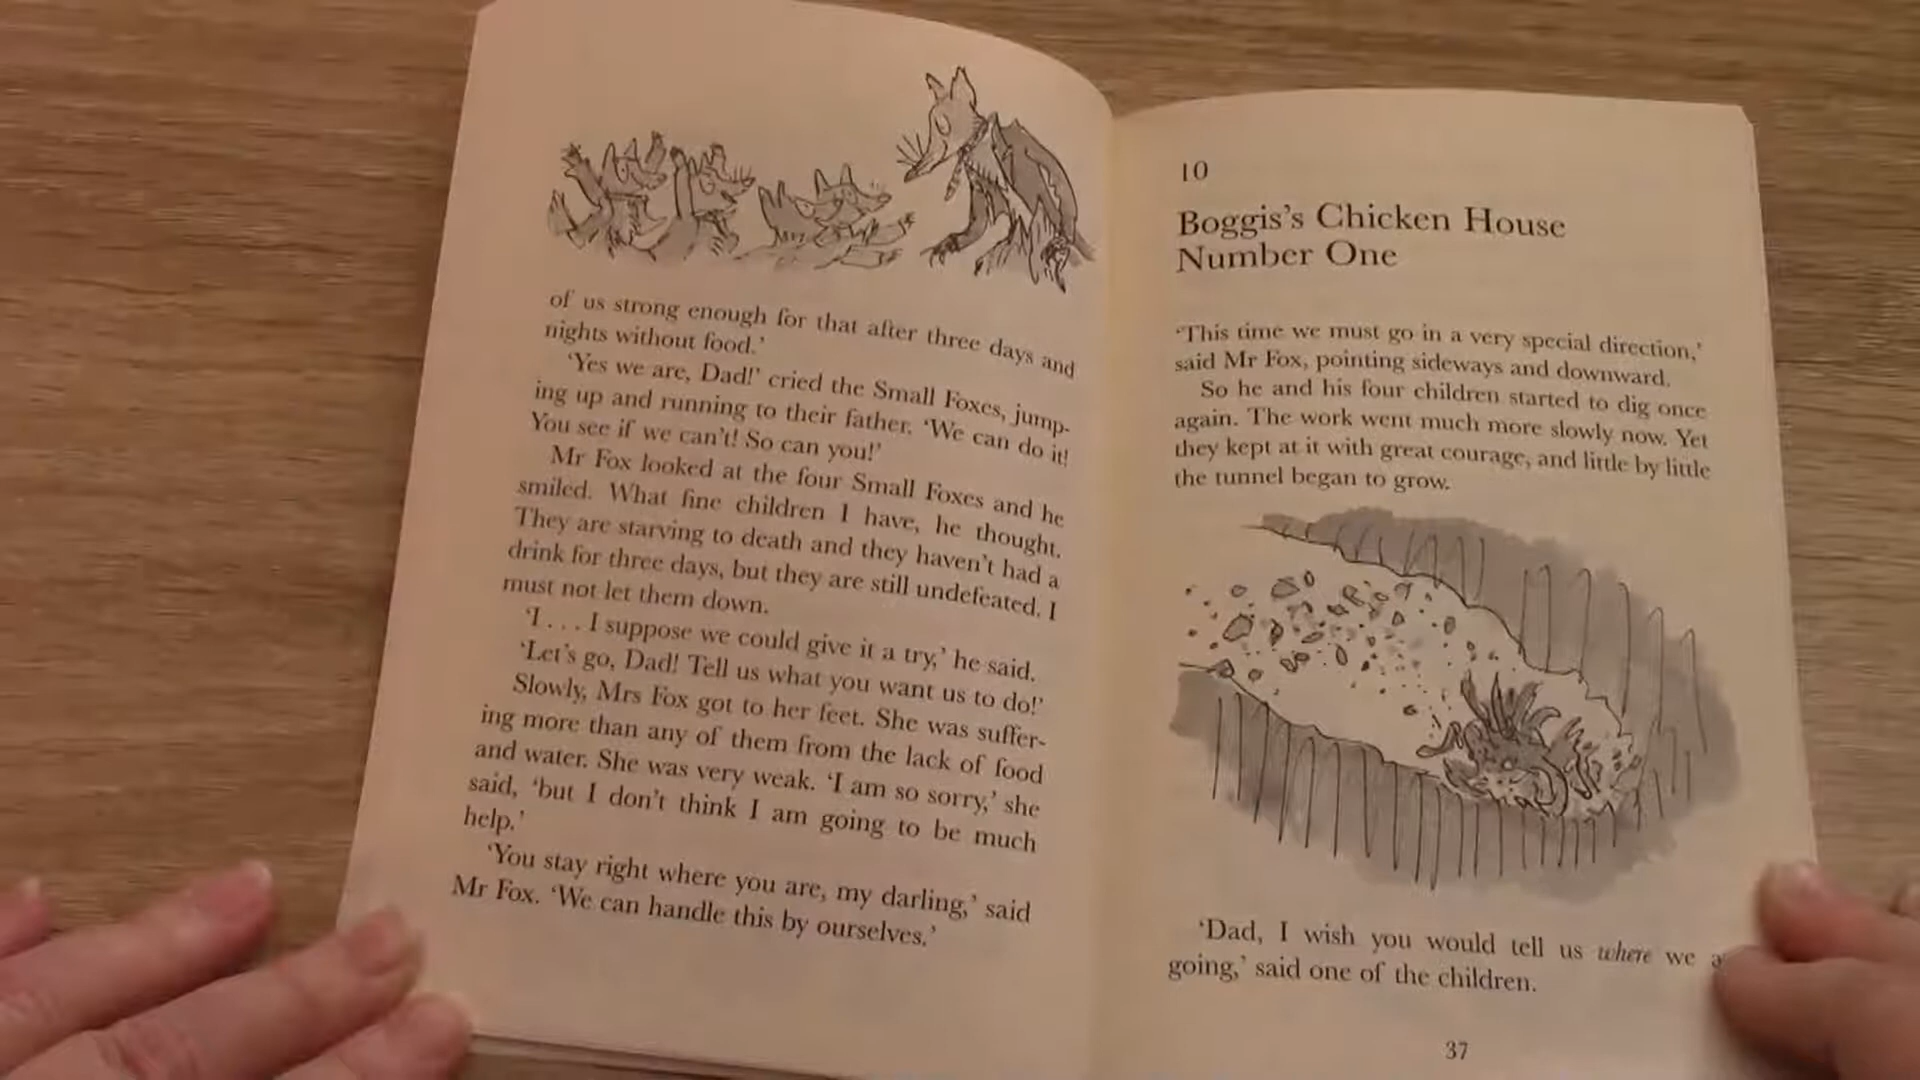 of us strong enough for that after three days and
nights without food.'
'Yes we are, Dad!' cried the Small Foxes, jump-
ing up and running to their father. 'We can do it!
You see if we can't! So can you!'
Mr Fox looked at the four Small Foxes and he
smiled. What fine children I have, he thought.
They are starving to death and they haven't had a
drink for three days, but they are still undefeated. I
must not let them down.
'I . . . I suppose we could give it a try,' he said.
'Let's go, Dad! Tell us what you want us to do!'
Slowly, Mrs Fox got to her feet. She was suffer-
ing more than any of them from the lack of food
and water. She was very weak. 'I am so sorry,' she
said, 'but I don't think I am going to be much
help.'
'You stay right where you are, my darling,' said
Mr Fox. 'We can handle this by ourselves.'
10
Boggis's Chicken House
Number One
'This time we must go in a very special direction,'
said Mr Fox, pointing sideways and downward.
So he and his four children started to dig once
again. The work went much more slowly now. Yet
they kept at it with great courage, and little by little
the tunnel began to grow.
'Dad, I wish you would tell us where we
going,' said one of the children.
37